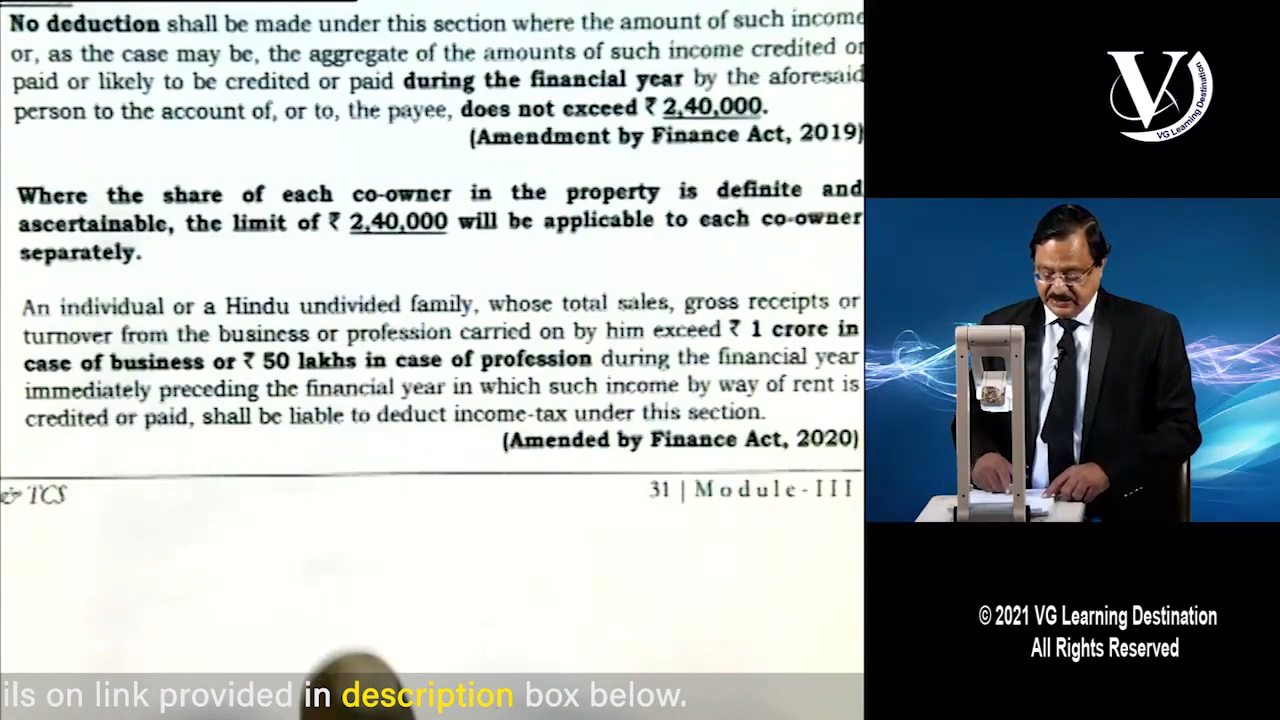 No deduction shall be made under this section where the amount of such income
or, as the case may be, the aggregate of the amounts of such income credited or
paid or likely to be credited or paid during the financial year by the aforesaid
person to the account of, or to, the payee, does not exceed ₹ 2,40,000.
(Amendment by Finance Act, 2019)
Where the share of each co-owner in the property is definite and
ascertainable, the limit of ₹ 2,40,000 will be applicable to each co-owner
separately.
An individual or a Hindu undivided family, whose total sales, gross receipts or
turnover from the business or profession carried on by him exceed ₹ 1 crore in
case of business or ₹ 50 lakhs in case of profession during the financial year
immediately preceding the financial year in which such income by way of rent is
credited or paid, shall be liable to deduct income-tax under this section.
(Amended by Finance Act, 2020)
& TCS
31 | Module-III
ils on link provided in description box below.
V
VG Learning Destination
© 2021 VG Learning Destination
All Rights Reserved